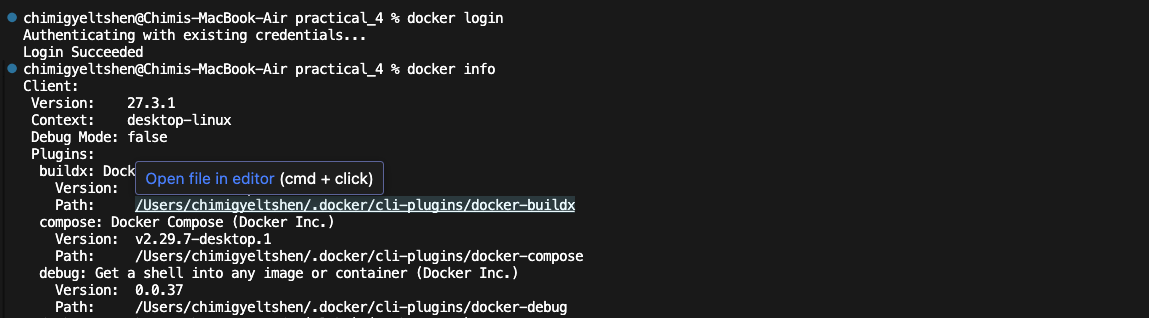 chimigyeltshen@Chimis-MacBook-Air practical_4 % docker login
Authenticating with existing credentials...
Login Succeeded
chimigyeltshen@Chimis-MacBook-Air practical_4 % docker info
Client:
Version: 27.3.1
Context: desktop-linux
Debug Mode: false
Plugins:
buildx: Dock
Open file in editor (cmd + click)
Version:
Path: /Users/chimigyeltshen/.docker/cli-plugins/docker-buildx
compose: Docker Compose (Docker Inc.)
Version: v2.29.7-desktop.1
Path: /Users/chimigyeltshen/.docker/cli-plugins/docker-compose
debug: Get a shell into any image or container (Docker Inc.)
Version: 0.0.37
Path: /Users/chimigyeltshen/.docker/cli-plugins/docker-debug